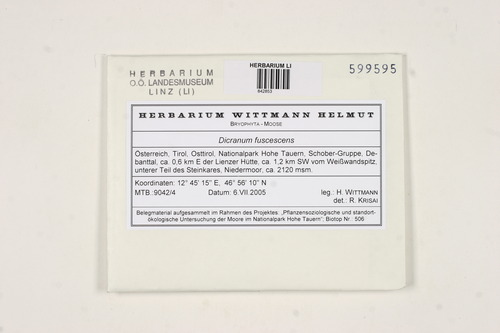 HERBARIUM
O.Ö. LANDESMUSEUM
LINZ (LI)
HERBARIUM LI
642803
599595
HERBARIUM WITTMANN HELMUT
BRYOPHYTA - MOOSE
Dicranum fuscescens
Österreich, Tirol, Osttirol, Nationalpark Hohe Tauern, Schober-Gruppe, De-
banttal, ca. 0,6 km E der Lienzer Hütte, ca. 1,2 km SW vom Weißwandspitz,
unterer Teil des Steinkares, Niedermoor, ca. 2120 msm.
Koordinaten: 12° 45' 15'' E, 46° 56' 10'' N
MTB.:9042/4 Datum: 6.VII.2005 leg.: H. WITTMANN
det.: R. KRISAI
Belegmaterial aufgesammelt im Rahmen des Projektes: „Pflanzensoziologische und standort-
ökologische Untersuchung der Moore im Nationalpark Hohe Tauern"; Biotop Nr. 506